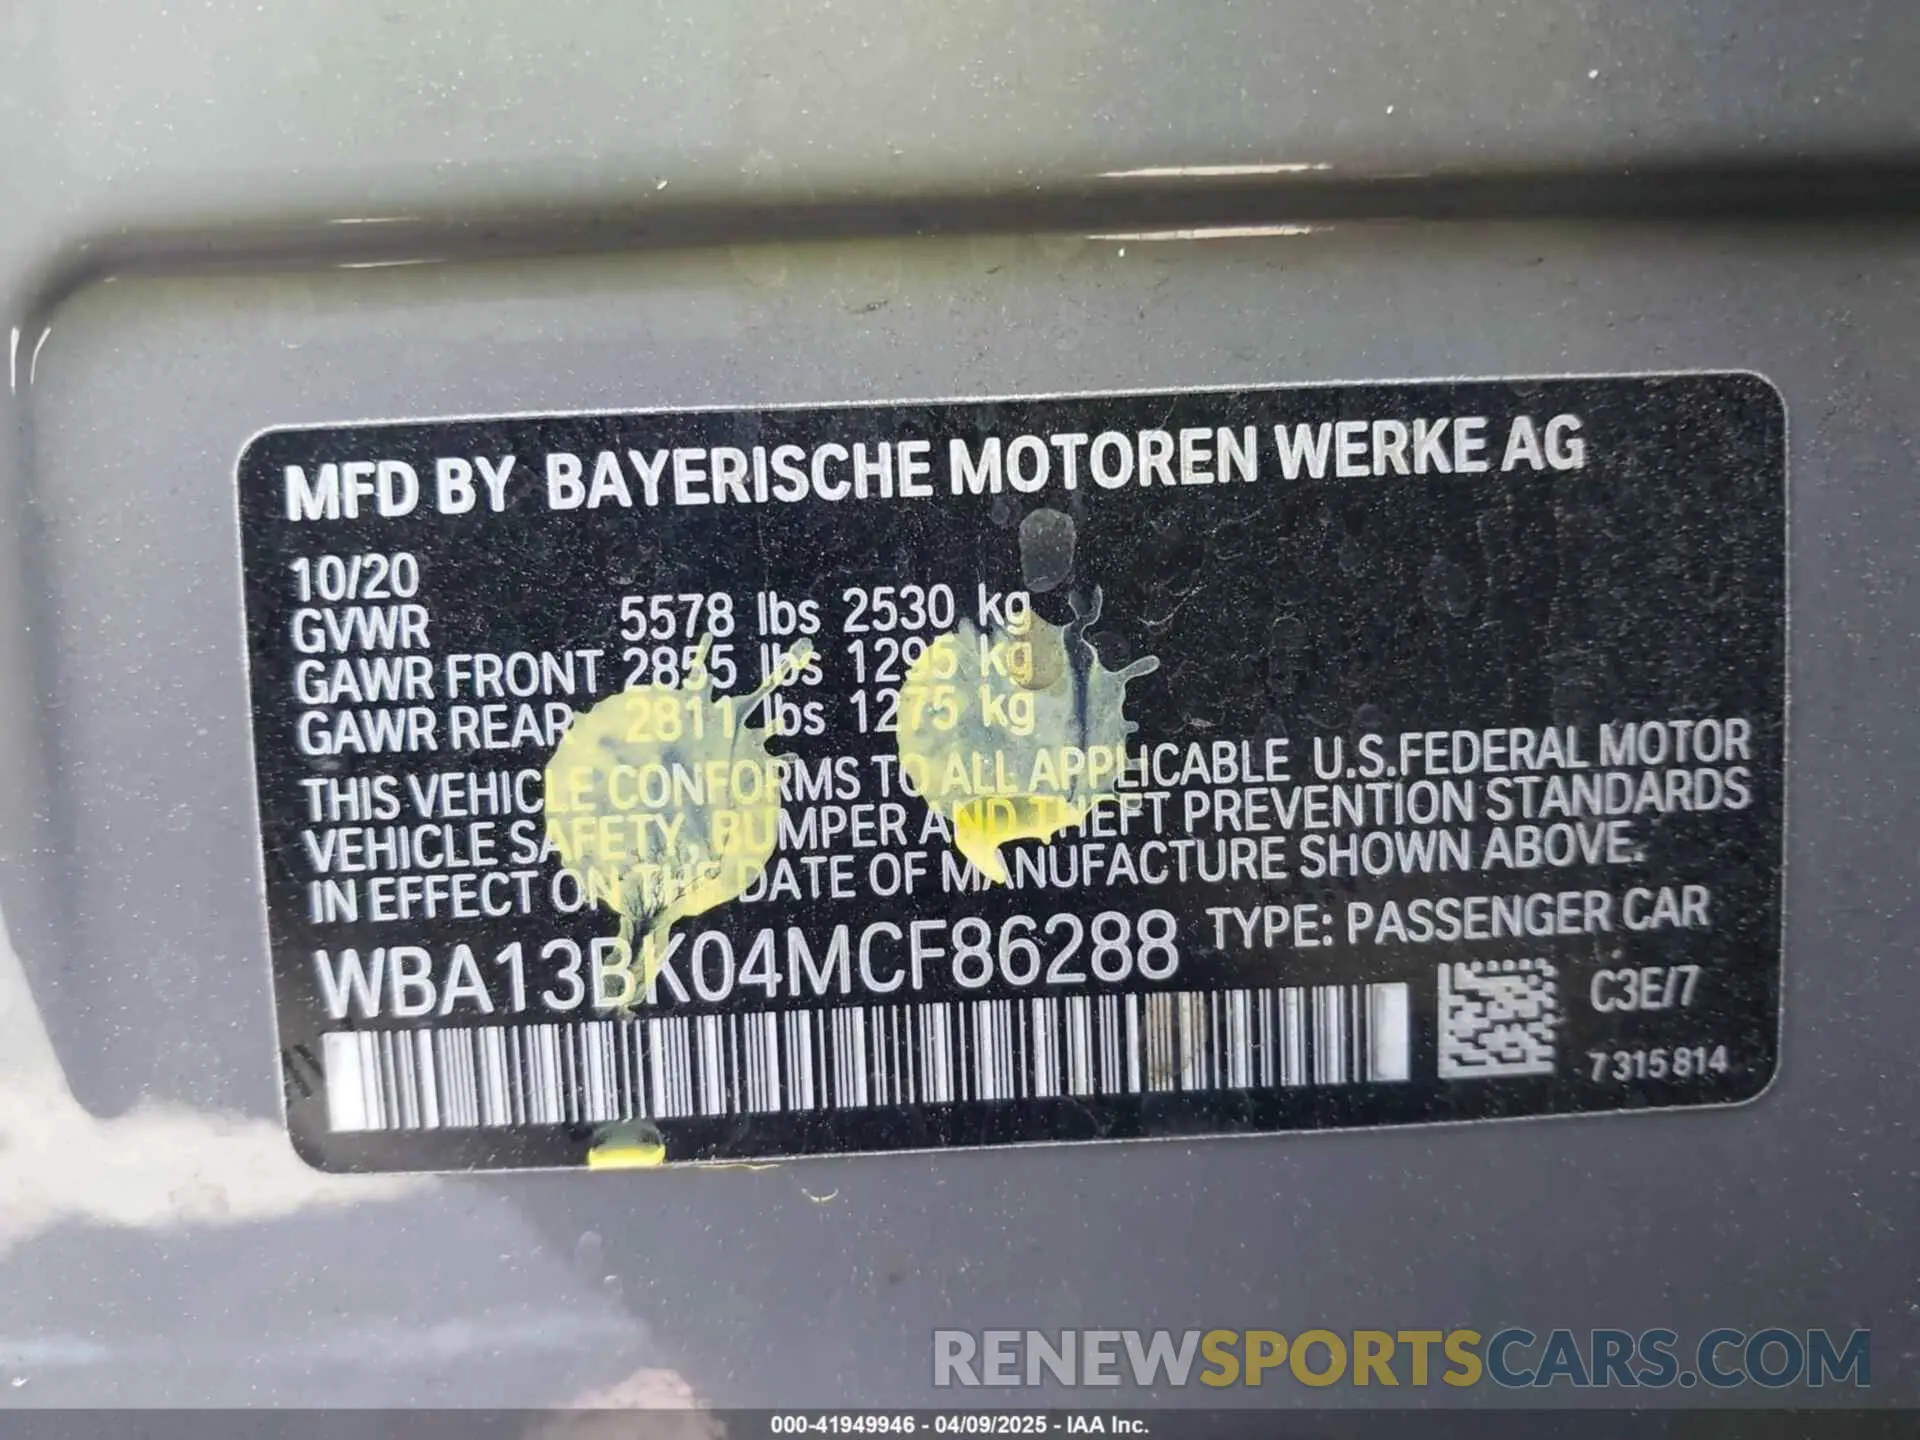 MFD BY BAYERISCHE MOTOREN WERKE AG
10/20
GVWR 5578 lbs 2530 kg
GAWR FRONT 2855 lbs 1295 kg
GAWR REAR 2811 lbs 1275 kg
THIS VEHICLE CONFORMS TO ALL APPLICABLE U.S.FEDERAL MOTOR
VEHICLE SAFETY, BUMPER AND THEFT PREVENTION STANDARDS
IN EFFECT ON THE DATE OF MANUFACTURE SHOWN ABOVE.
WBA13BK04MCF86288 TYPE: PASSENGER CAR
C3E/7
7 315 814
RENEWSPORTSCARS.COM
000-41949946 - 04/09/2025 - IAA Inc.